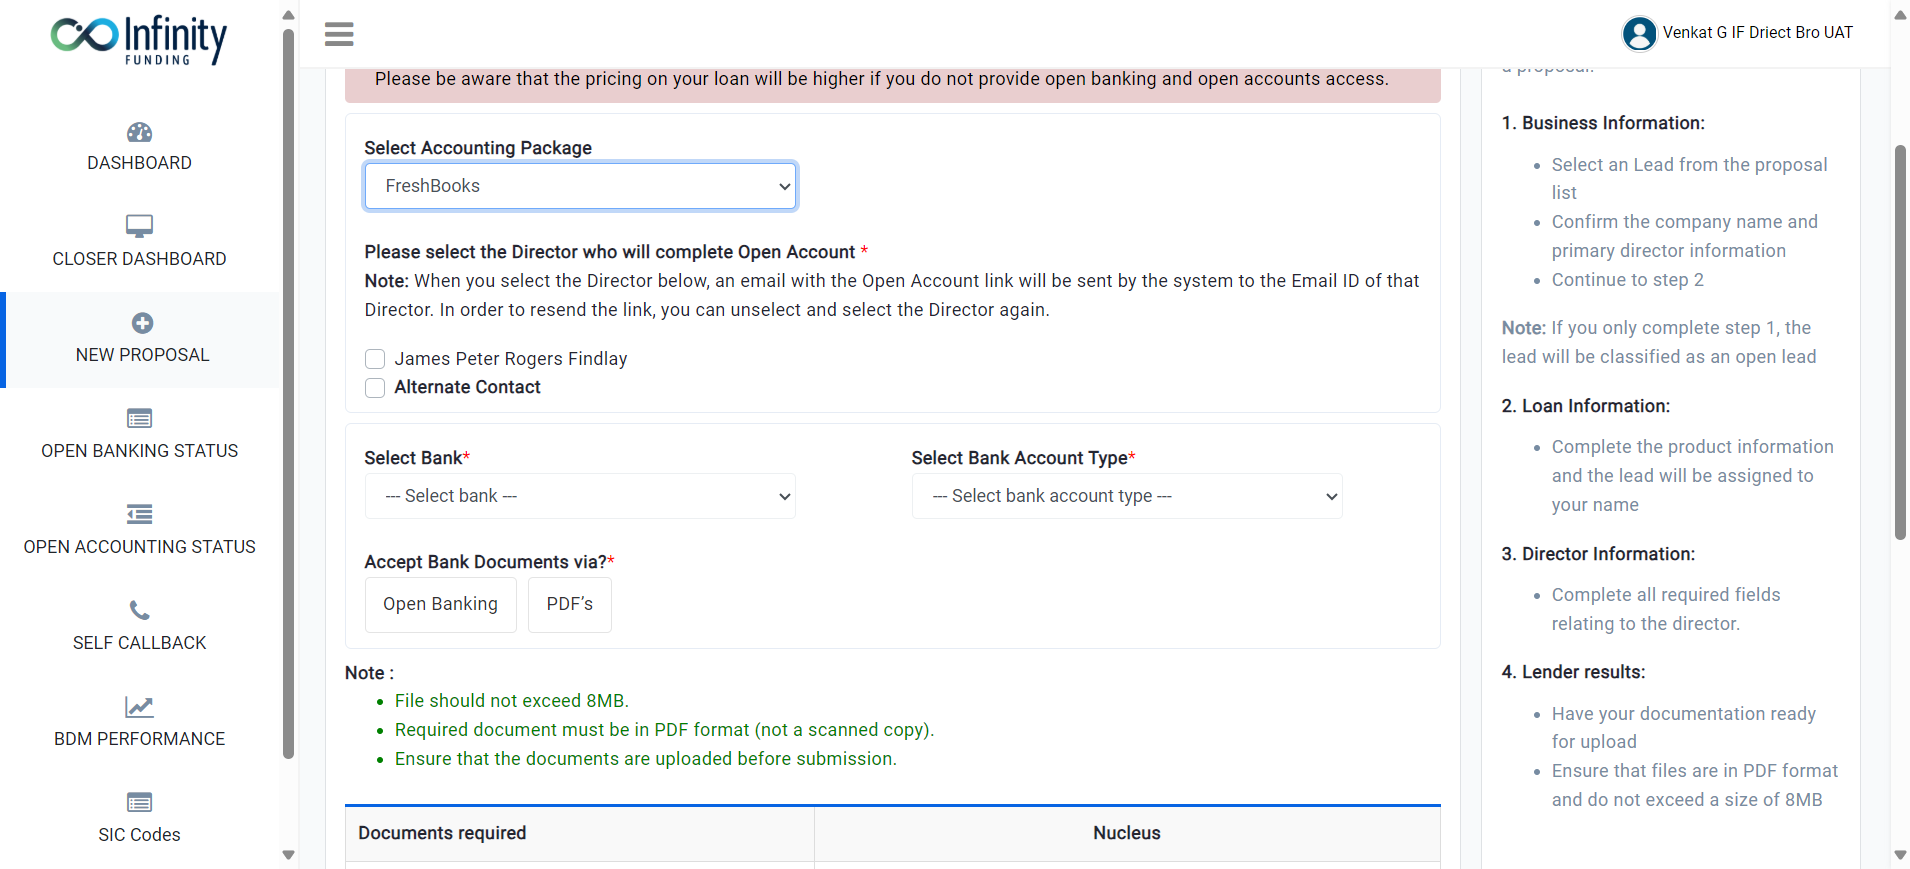 Infinity
FUNDING
DASHBOARD
CLOSER DASHBOARD
NEW PROPOSAL
OPEN BANKING STATUS
OPEN ACCOUNTING STATUS
SELF CALLBACK
BDM PERFORMANCE
SIC Codes
Venkat G IF Driect Bro UAT
Please be aware that the pricing on your loan will be higher if you do not provide open banking and open accounts access.
Select Accounting Package
FreshBooks
Please select the Director who will complete Open Account *
Note: When you select the Director below, an email with the Open Account link will be sent by the system to the Email ID of that
Director. In order to resend the link, you can unselect and select the Director again.
James Peter Rogers Findlay
Alternate Contact
Select Bank*
--- Select bank ---
Select Bank Account Type*
--- Select bank account type ---
Accept Bank Documents via?*
Open Banking
PDF’s
Note :
File should not exceed 8MB.
Required document must be in PDF format (not a scanned copy).
Ensure that the documents are uploaded before submission.
Documents required
Nucleus
a proposal.
1. Business Information:
Select an Lead from the proposal
list
Confirm the company name and
primary director information
Continue to step 2
Note: If you only complete step 1, the
lead will be classified as an open lead
2. Loan Information:
Complete the product information
and the lead will be assigned to
your name
3. Director Information:
Complete all required fields
relating to the director.
4. Lender results:
Have your documentation ready
for upload
Ensure that files are in PDF format
and do not exceed a size of 8MB